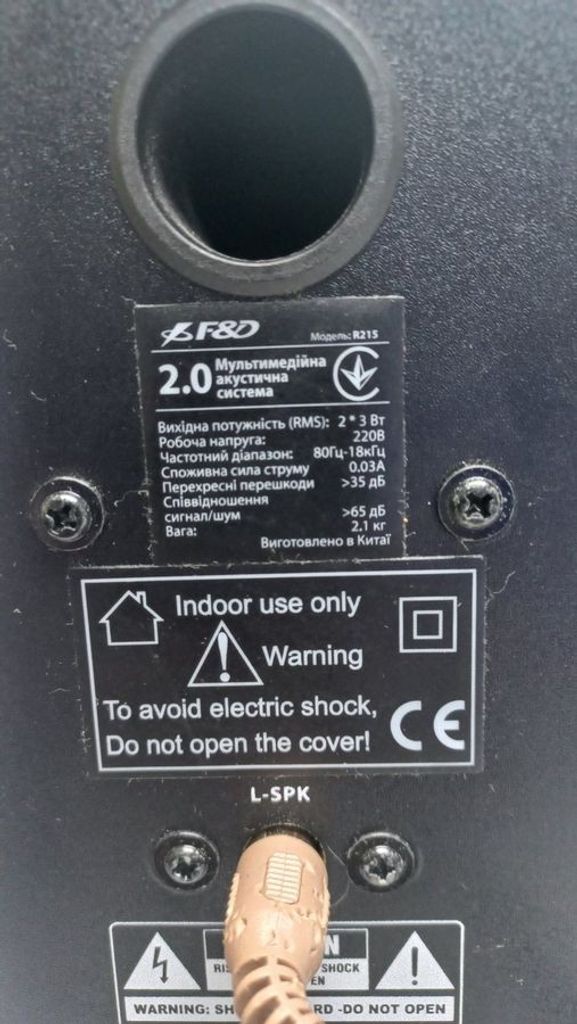 F&D
Модель: R215
2.0 Мультимедійна
акустична
система
Вихідна потужність (RMS): 2 * 3 Вт
Робоча напруга: 220В
Частотний діапазон: 80Гц-18кГц
Споживна сила струму 0.03А
Перехресні перешкоди >35 дБ
Співвідношення
сигнал/шум >65 дБ
Вага: 2.1 кг
Виготовлено в Китаї
Indoor use only
Warning
To avoid electric shock,
Do not open the cover!
CE
L-SPK
SHOCK
WARNING: -DO NOT OPEN